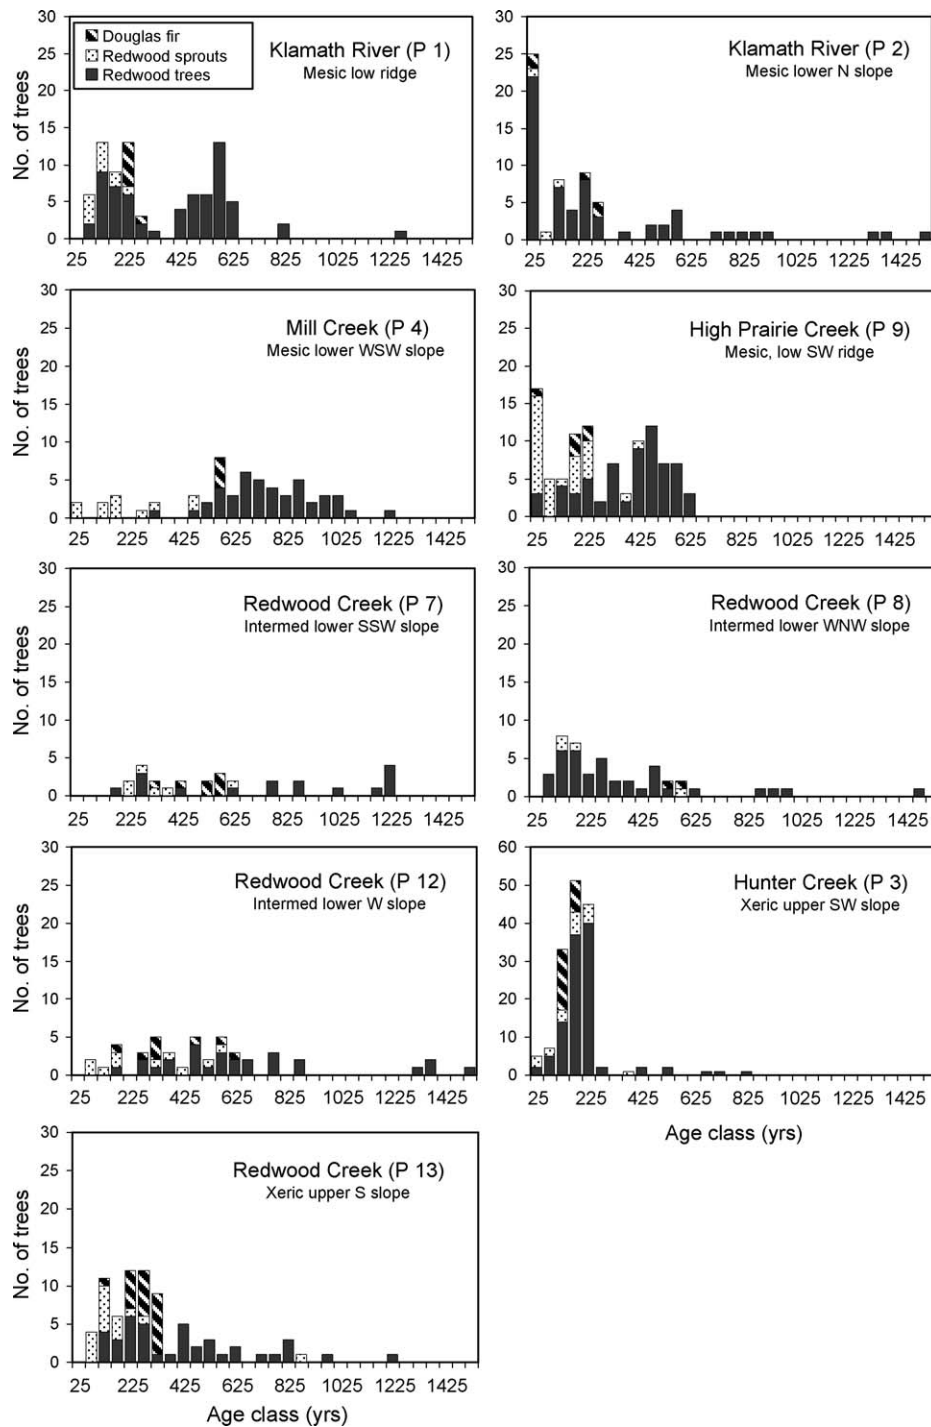 Douglas fir
Redwood sprouts
Redwood trees
Klamath River (P 1)
Mesic low ridge
No. of trees
30
25
20
15
10
5
0
25 225 425 625 825 1025 1225 1425
Klamath River (P 2)
Mesic lower N slope
30
25
20
15
10
5
0
25 225 425 625 825 1025 1225 1425
Mill Creek (P 4)
Mesic lower WSW slope
No. of trees
30
25
20
15
10
5
0
25 225 425 625 825 1025 1225 1425
High Prairie Creek (P 9)
Mesic, low SW ridge
30
25
20
15
10
5
0
25 225 425 625 825 1025 1225 1425
Redwood Creek (P 7)
Intermed lower SSW slope
No. of trees
30
25
20
15
10
5
0
25 225 425 625 825 1025 1225 1425
Redwood Creek (P 8)
Intermed lower WNW slope
30
25
20
15
10
5
0
25 225 425 625 825 1025 1225 1425
Redwood Creek (P 12)
Intermed lower W slope
No. of trees
30
25
20
15
10
5
0
25 225 425 625 825 1025 1225 1425
Hunter Creek (P 3)
Xeric upper SW slope
60
50
40
30
20
10
0
25 225 425 625 825 1025 1225 1425
Age class (yrs)
Redwood Creek (P 13)
Xeric upper S slope
No. of trees
30
25
20
15
10
5
0
25 225 425 625 825 1025 1225 1425
Age class (yrs)